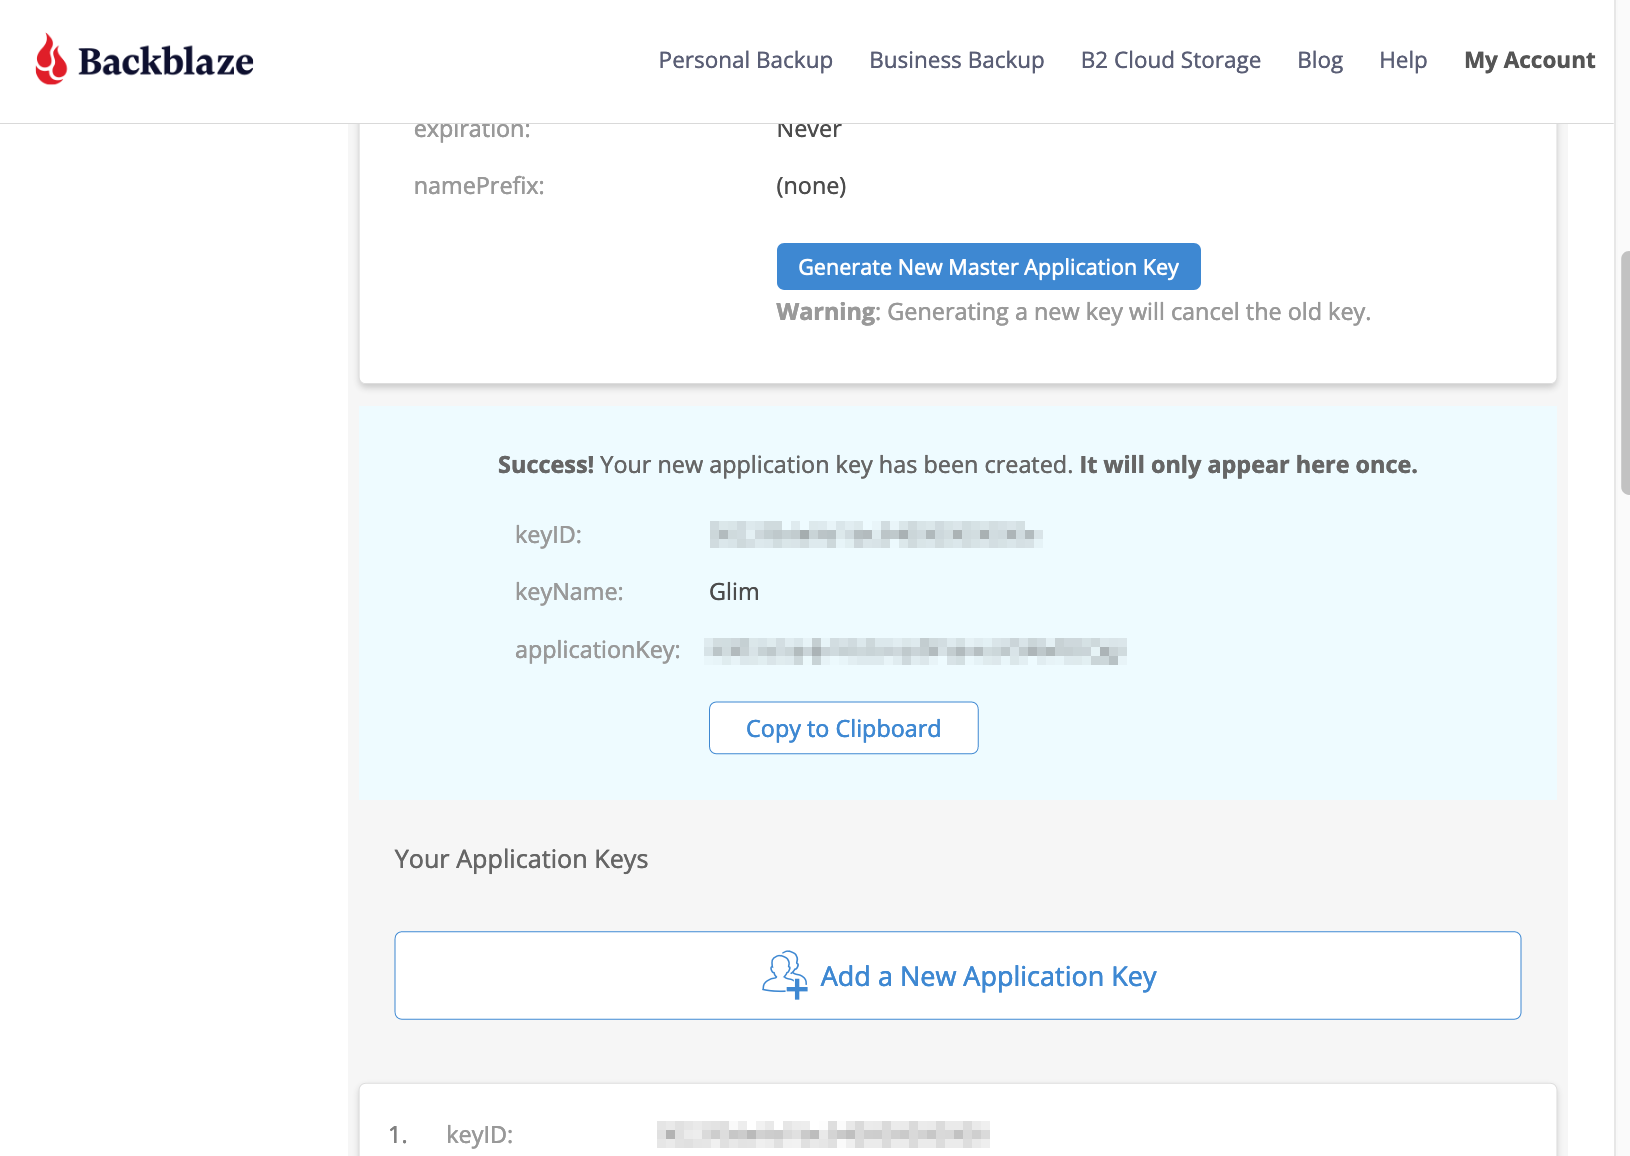 Backblaze
Personal Backup Business Backup B2 Cloud Storage Blog Help My Account
expiration: Never
namePrefix: (none)
Generate New Master Application Key
Warning: Generating a new key will cancel the old key.
Success! Your new application key has been created. It will only appear here once.
keyID:
keyName: Glim
applicationKey:
Copy to Clipboard
Your Application Keys
Add a New Application Key
1. keyID: